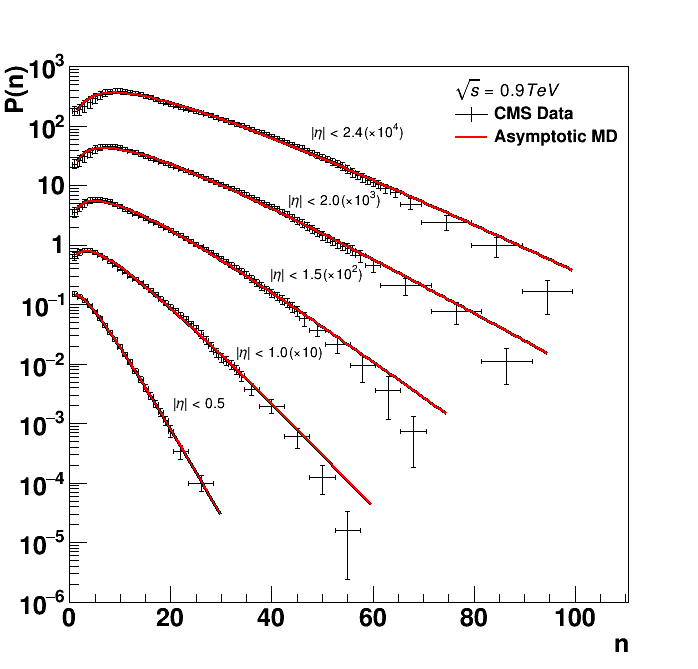 P(n)
10³
10²
10
1
10⁻¹
10⁻²
10⁻³
10⁻⁴
10⁻⁵
10⁻⁶
√s = 0.9TeV
CMS Data
Asymptotic MD
|η| < 2.4(×10⁴)
|η| < 2.0(×10³)
|η| < 1.5(×10²)
|η| < 1.0(×10)
|η| < 0.5
0 20 40 60 80 100
n